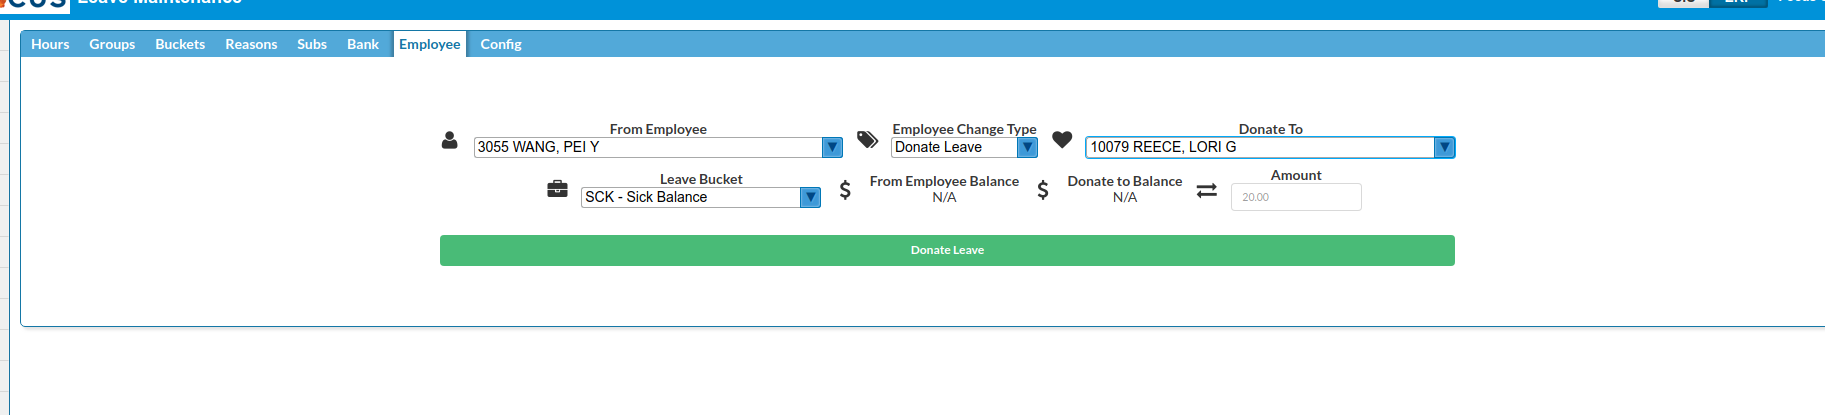 Leave Maintenance
Hours Groups Buckets Reasons Subs Bank Employee Config
From Employee Employee Change Type Donate To
3055 WANG, PEI Y Donate Leave 10079 REECE, LORI G
Leave Bucket From Employee Balance Donate to Balance Amount
SCK - Sick Balance N/A N/A 20.00
Donate Leave